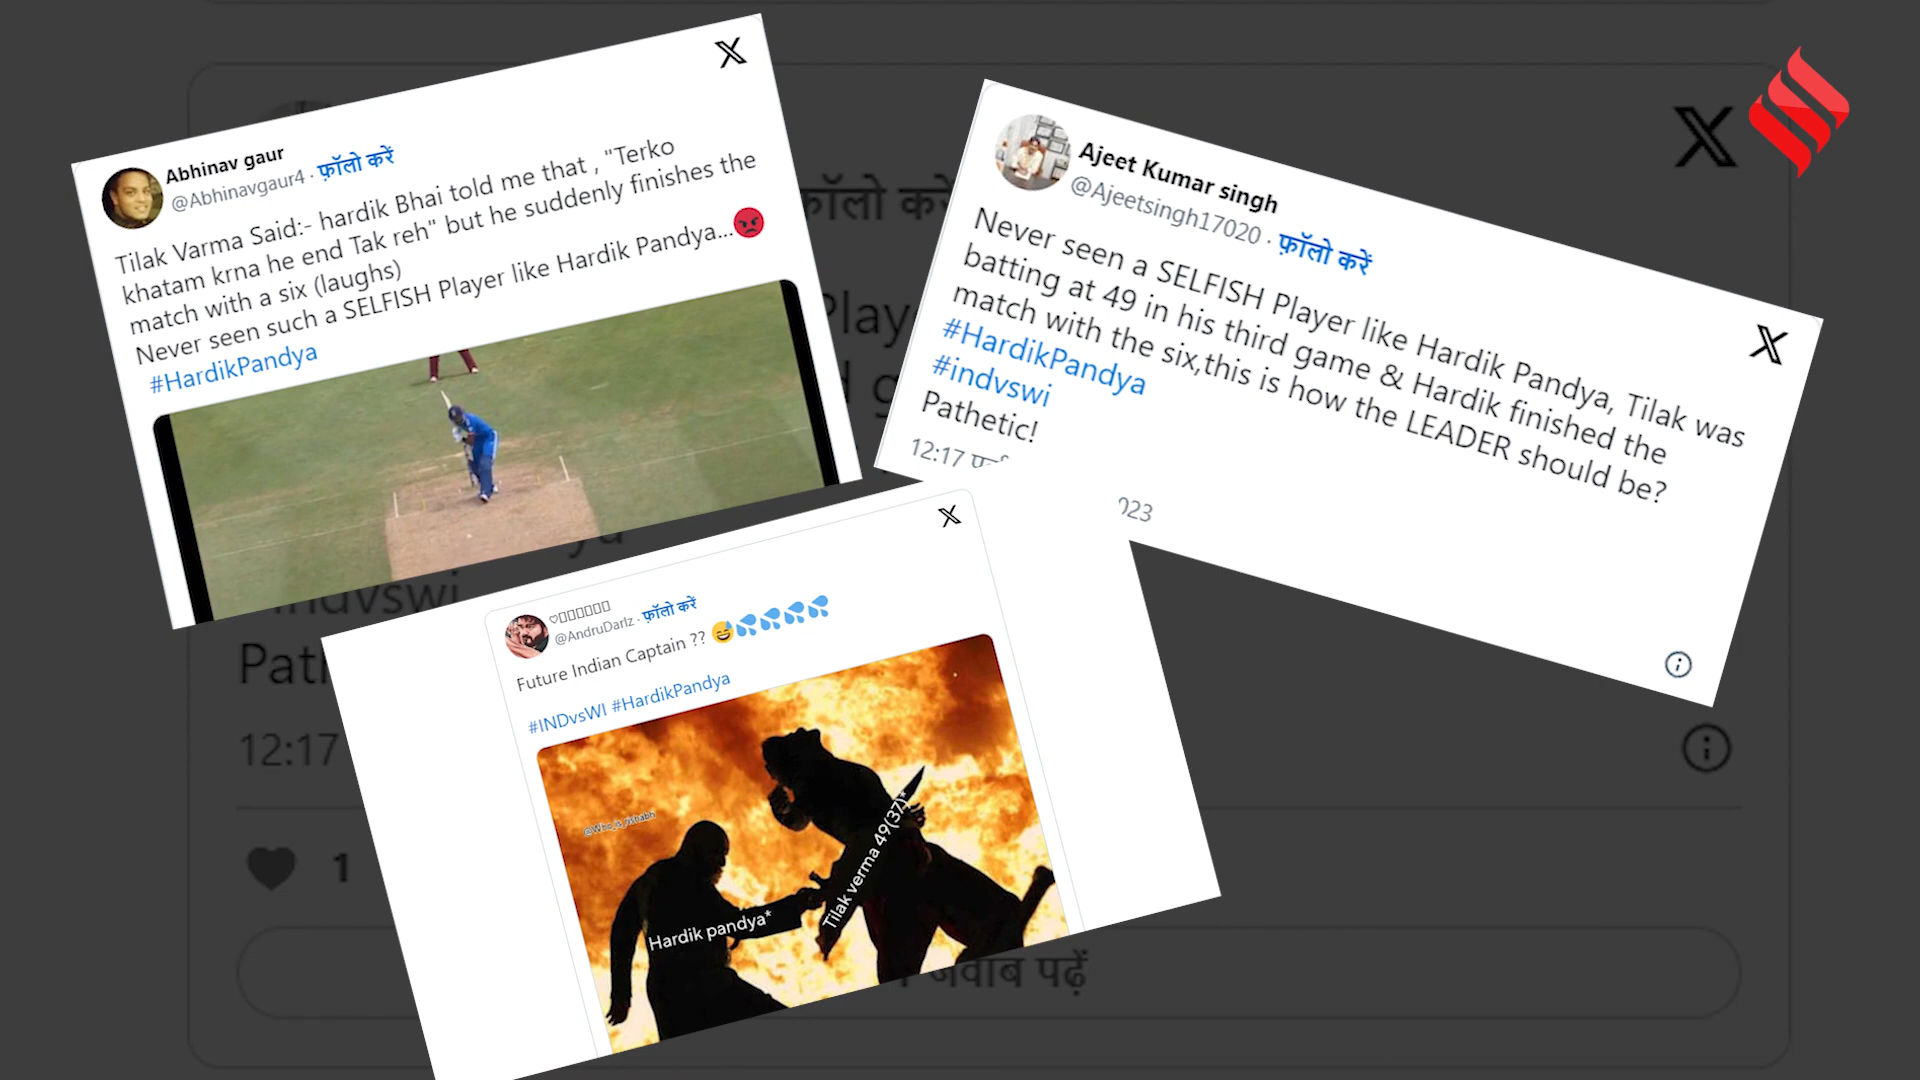 Abhinav gaur
@Abhinavgaur4 · फ़ॉलो करें
Tilak Varma Said:- hardik Bhai told me that , "Terko
khatam krna he end Tak reh" but he suddenly finishes the
match with a six (laughs)
Never seen such a SELFISH Player like Hardik Pandya...😡
#HardikPandya
Ajeet Kumar singh
@Ajeetsingh17020 · फ़ॉलो करें
Never seen a SELFISH Player like Hardik Pandya, Tilak was
batting at 49 in his third game & Hardik finished the
match with the six,this is how the LEADER should be?
#HardikPandya
#indvswi
Pathetic!
12:17
@AndruDarlz · फ़ॉलो करें
Future Indian Captain ?? 😅💦💦💦💦
#INDvsWI #HardikPandya
@Who_is_rishabh
Hardik pandya*
Tilak verma 49(37)*
फ़ॉलो करें
indvswi
12:17
1
जवाब पढ़ें